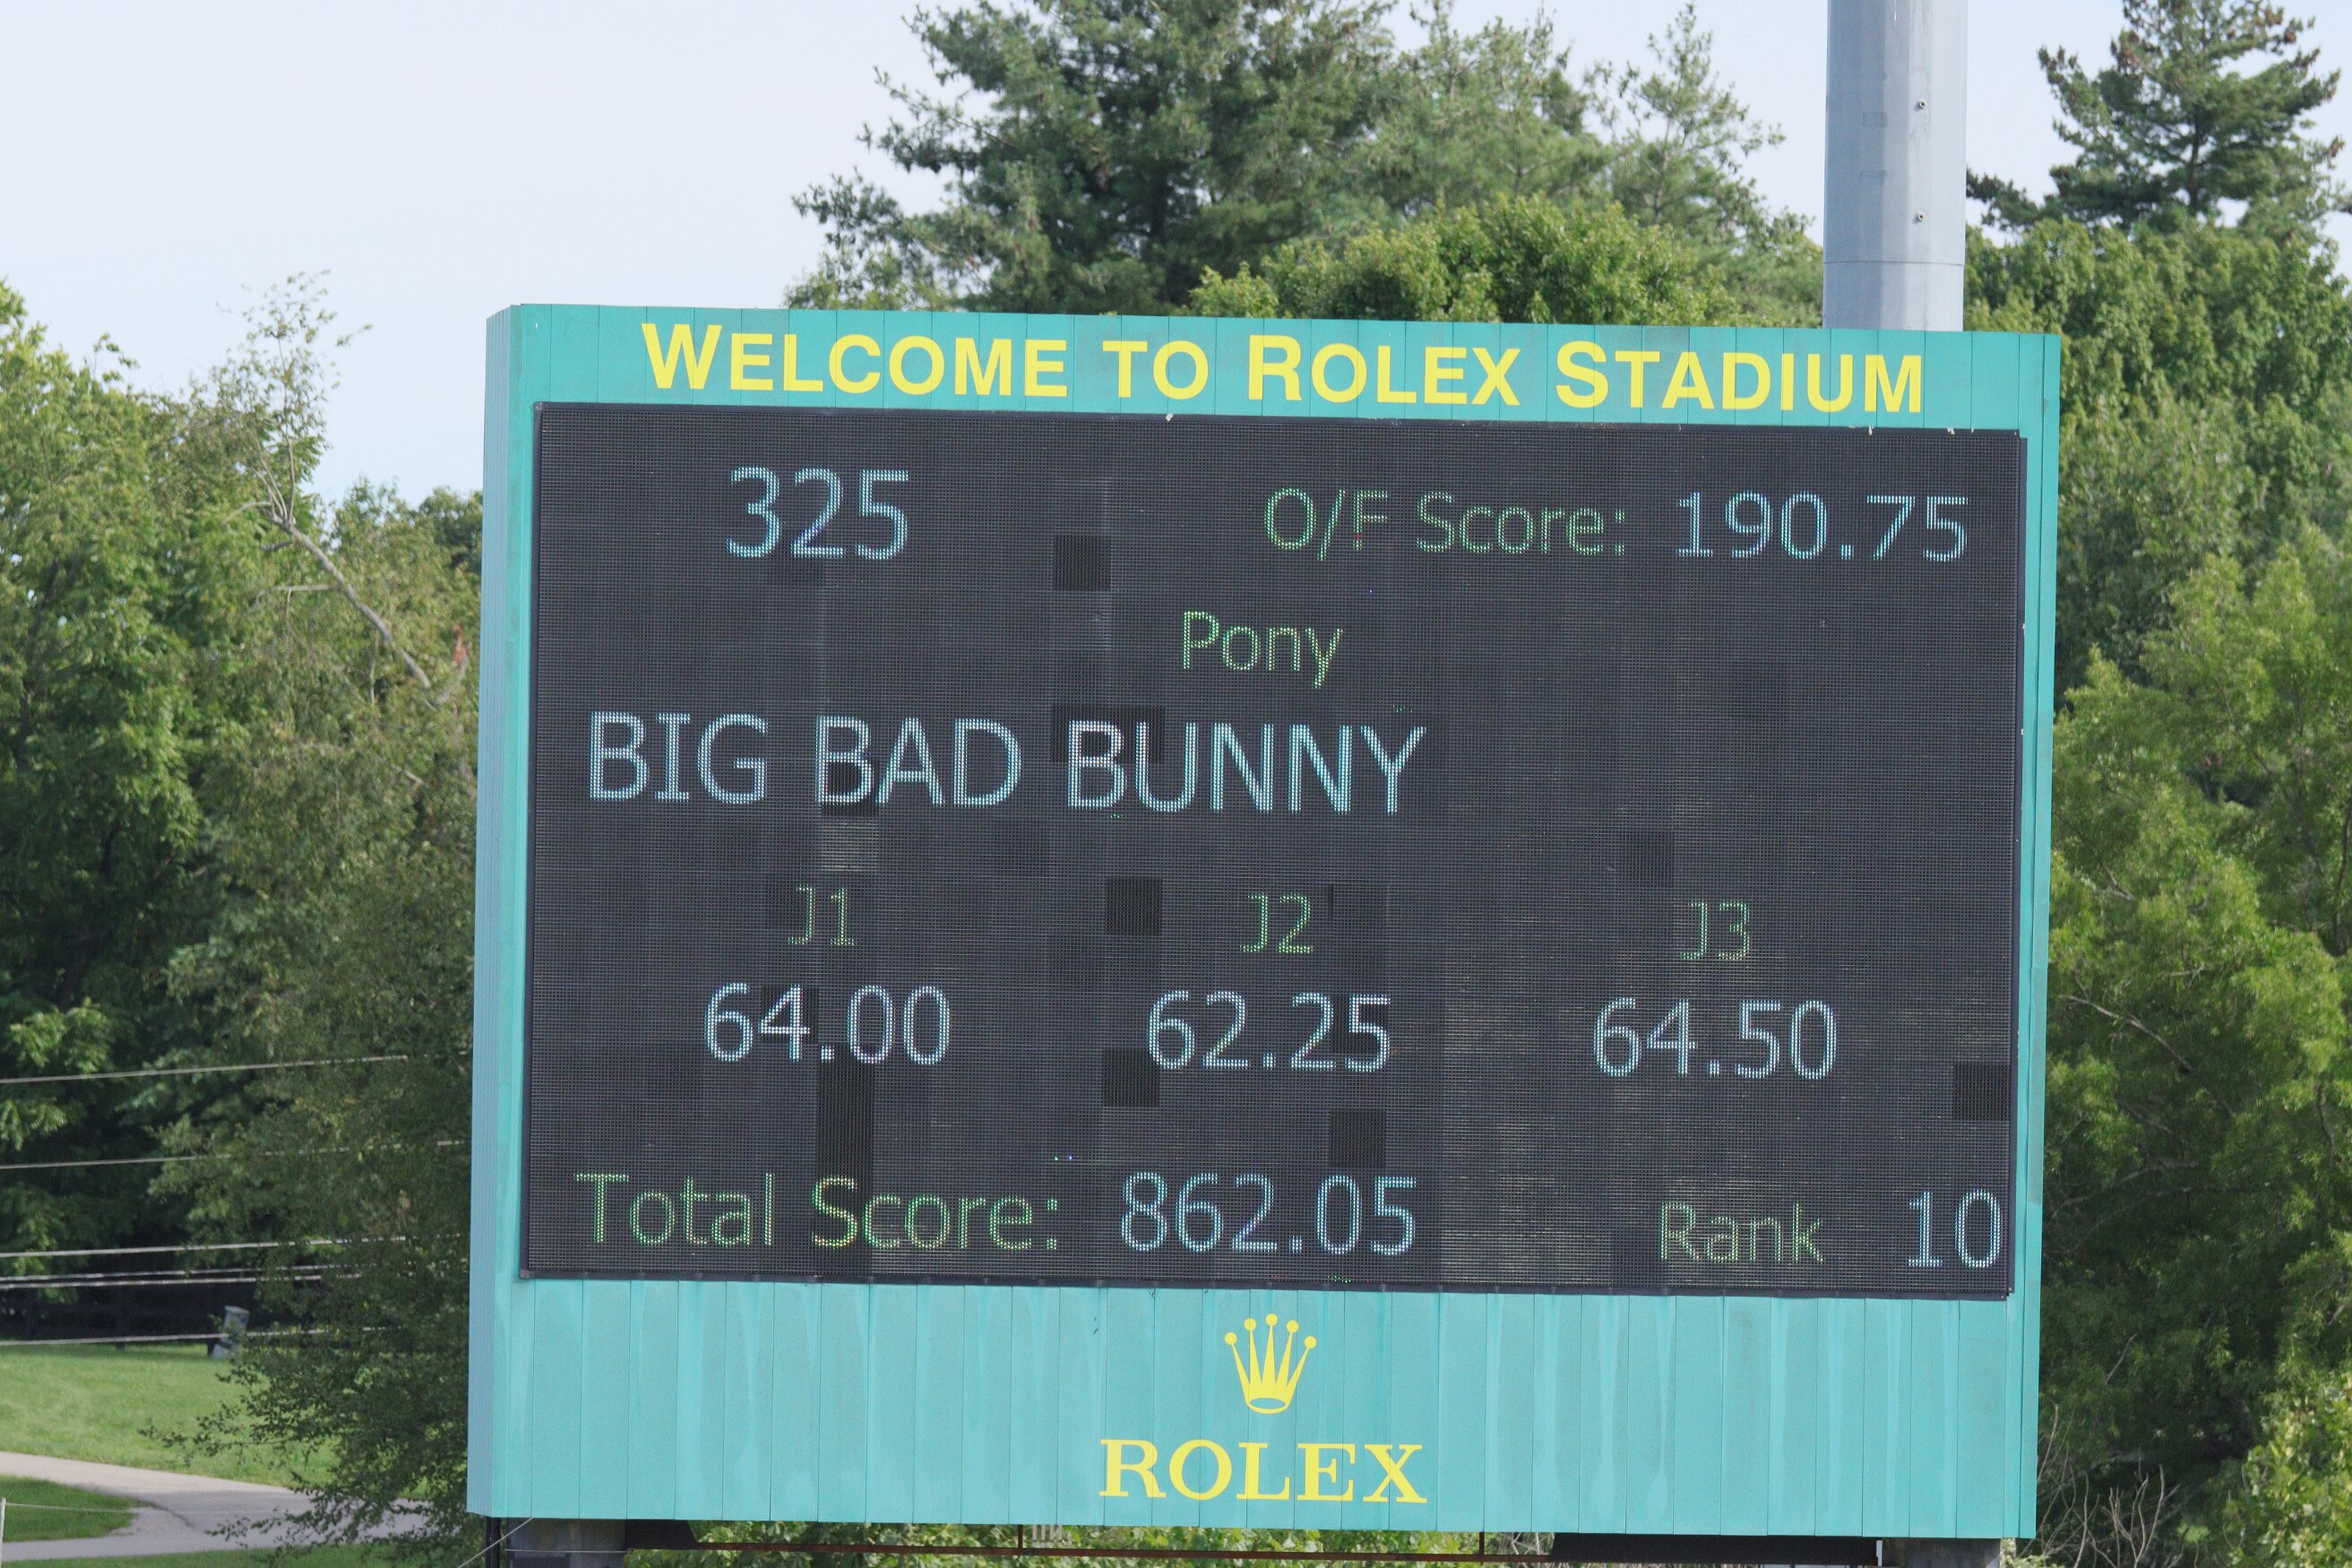 WELCOME TO ROLEX STADIUM
325 O/F Score: 190.75
Pony
BIG BAD BUNNY
J1 J2 J3
64.00 62.25 64.50
Total Score: 862.05 Rank 10
ROLEX